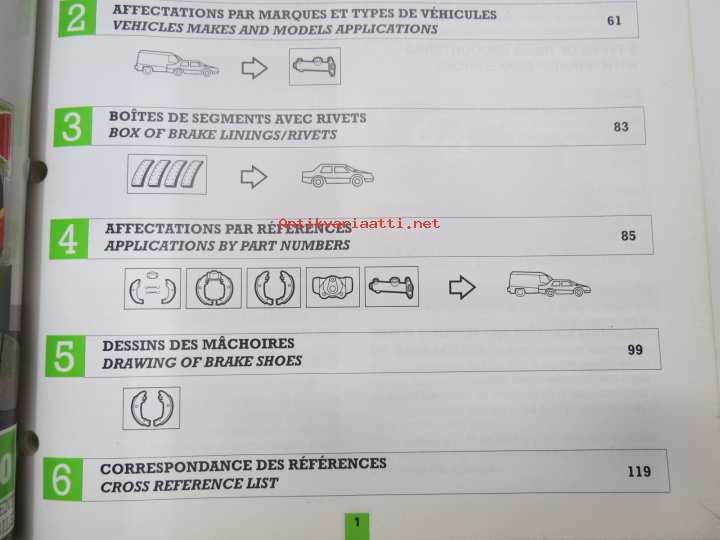 2
AFFECTATIONS PAR MARQUES ET TYPES DE VÉHICULES
VEHICLES MAKES AND MODELS APPLICATIONS
61
3
BOÎTES DE SEGMENTS AVEC RIVETS
BOX OF BRAKE LININGS/RIVETS
83
4
AFFECTATIONS PAR RÉFÉRENCES
APPLICATIONS BY PART NUMBERS
85
Antikvariaatti.net
5
DESSINS DES MÂCHOIRES
DRAWING OF BRAKE SHOES
99
6
CORRESPONDANCE DES RÉFÉRENCES
CROSS REFERENCE LIST
119
1